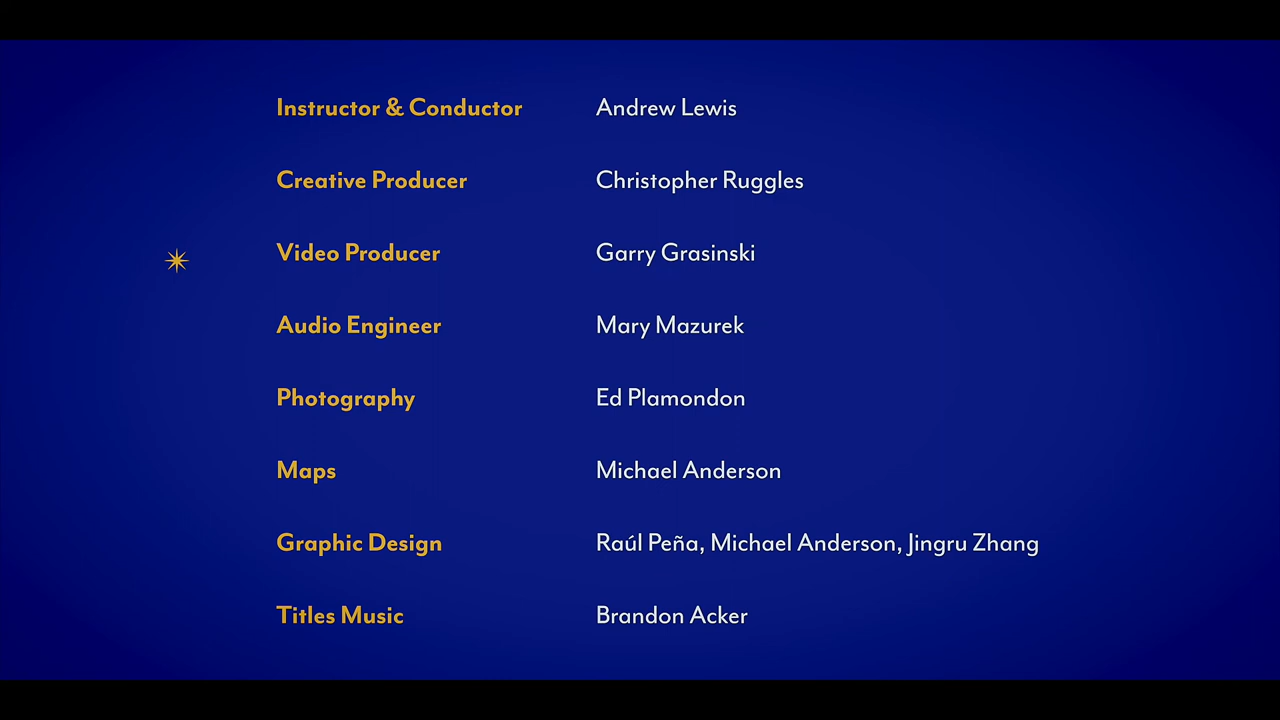 Instructor & Conductor Andrew Lewis
Creative Producer Christopher Ruggles
Video Producer Garry Grasinski
Audio Engineer Mary Mazurek
Photography Ed Plamondon
Maps Michael Anderson
Graphic Design Raúl Peña, Michael Anderson, Jingru Zhang
Titles Music Brandon Acker